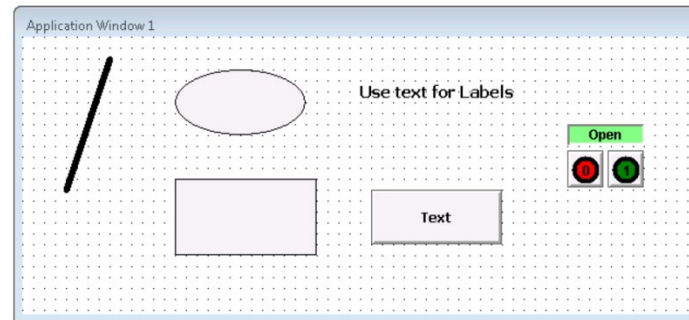 Application Window 1
Use text for Labels
Open
0 1
Text